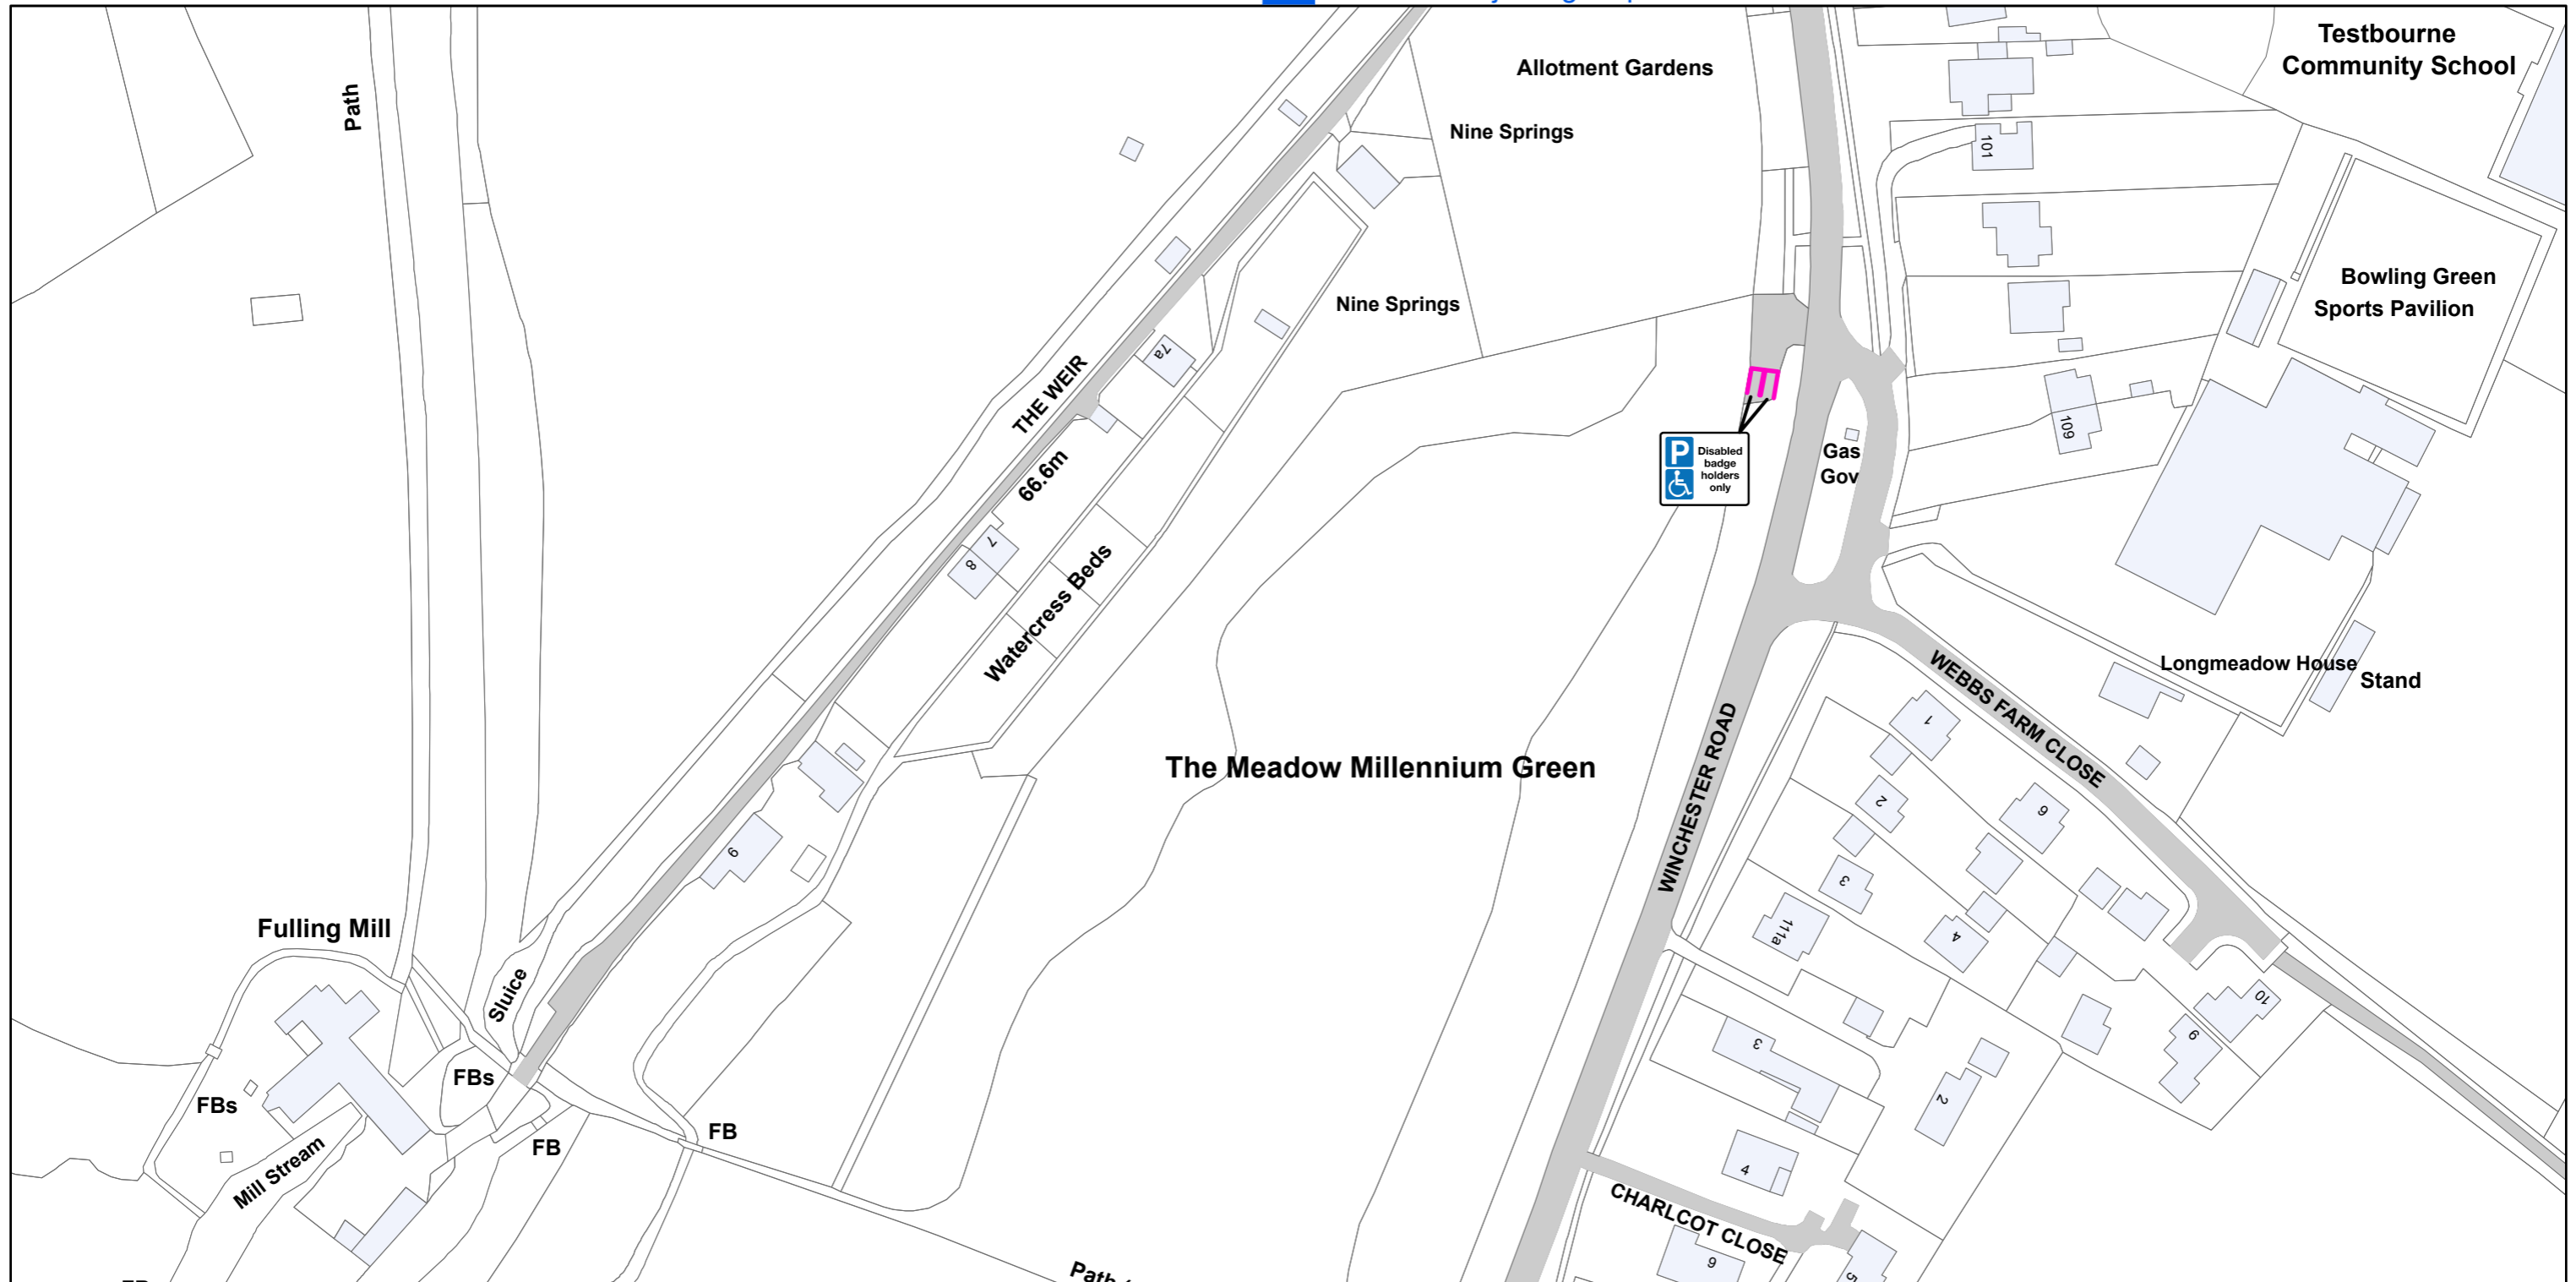 Testbourne
Community School
Allotment Gardens
Path
Nine Springs
101
Bowling Green
Sports Pavilion
Nine Springs
7a
THE WEIR
109
P
Disabled
badge
holders
only
Gas
Gov
66.6m
7
8
Watercress Beds
Longmeadow House
Stand
WEBBS FARM CLOSE
1
The Meadow Millennium Green
WINCHESTER ROAD
2
6
9
3
Fulling Mill
111a
4
Sluice
10
9
3
FBs
FBs
2
FB
FB
Mill Stream
4
CHARLCOT CLOSE
Path
6
5